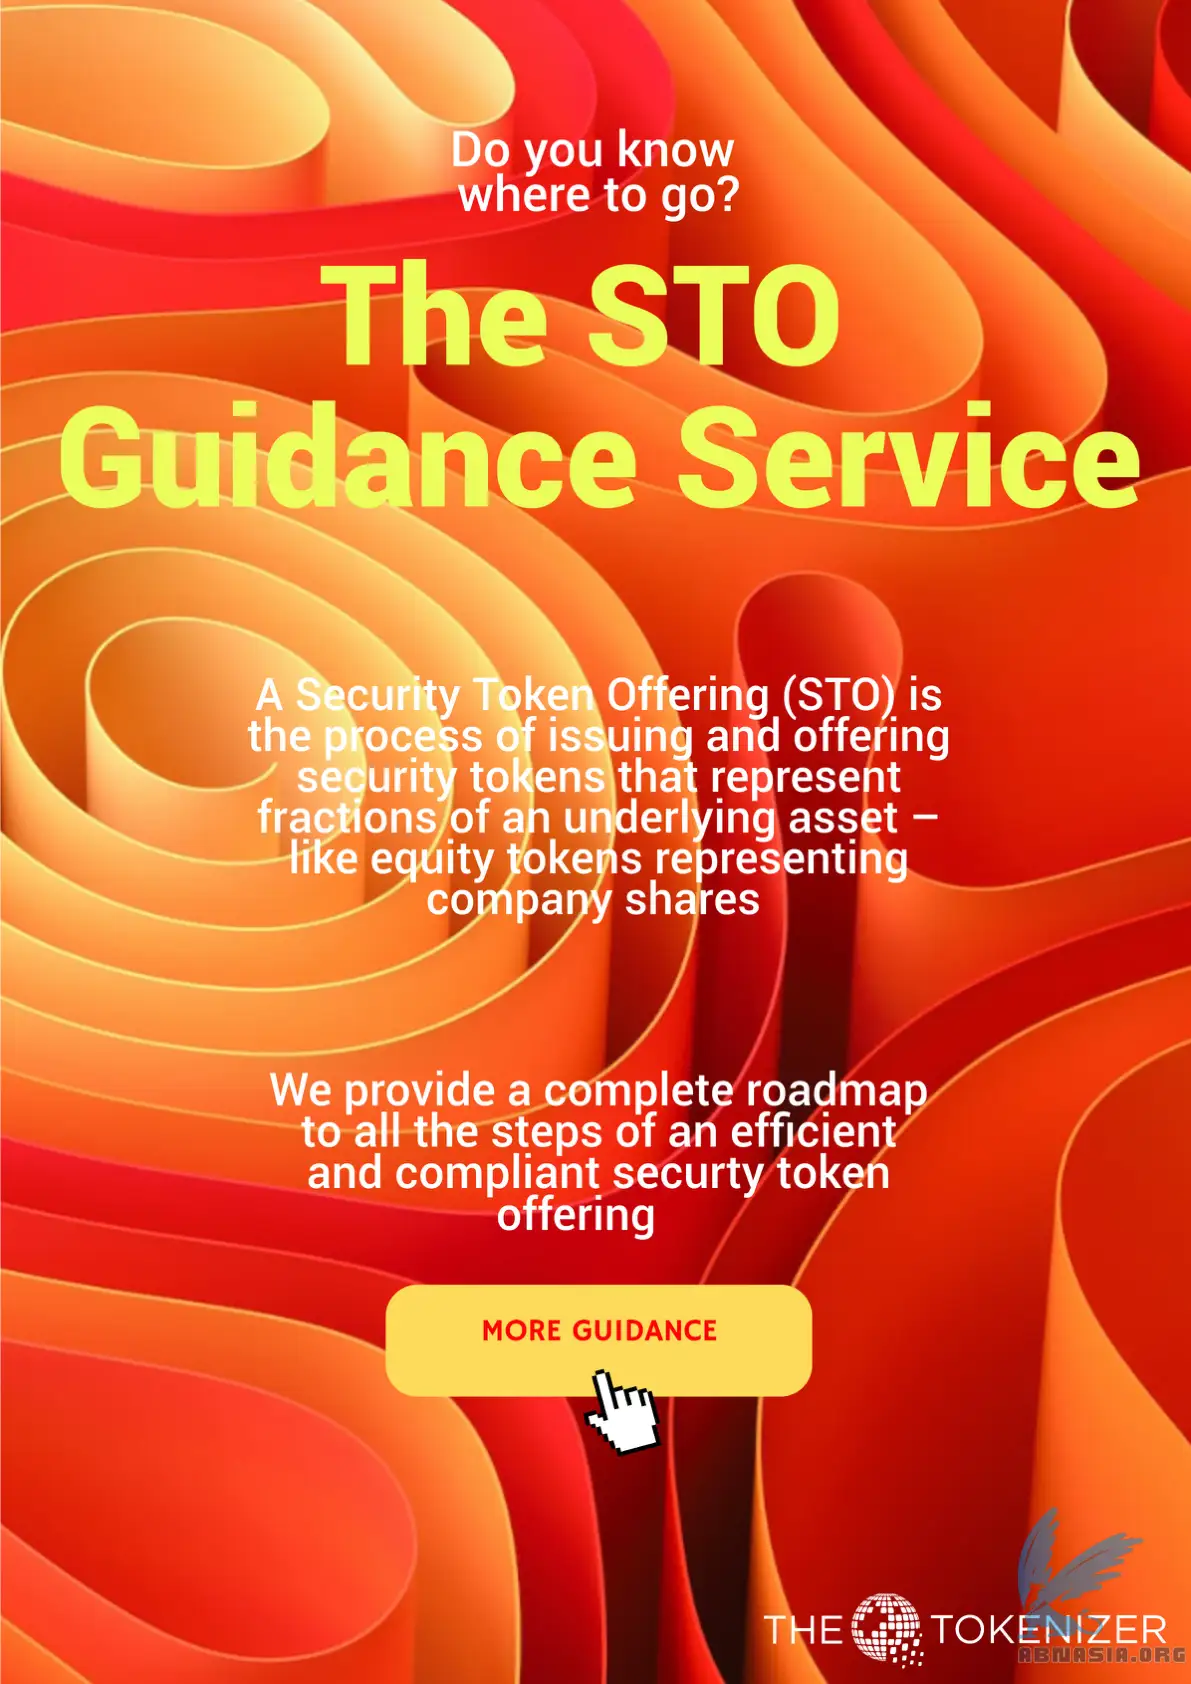 Do you know
where to go?
The STO
Guidance Service
A Security Token Offering (STO) is
the process of issuing and offering
security tokens that represent
fractions of an underlying asset –
like equity tokens representing
company shares
We provide a complete roadmap
to all the steps of an efficient
and compliant securty token
offering
MORE GUIDANCE
THE TOKENIZER
ABNASIA.ORG